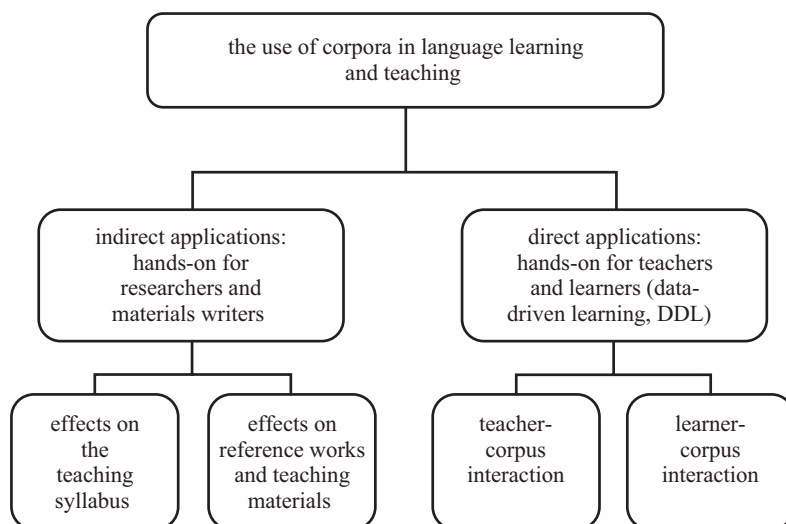 the use of corpora in language learning
and teaching
indirect applications:
hands-on for
researchers and
materials writers
direct applications:
hands-on for teachers
and learners (data-
driven learning, DDL)
effects on
the
teaching
syllabus
effects on
reference works
and teaching
materials
teacher-
corpus
interaction
learner-
corpus
interaction